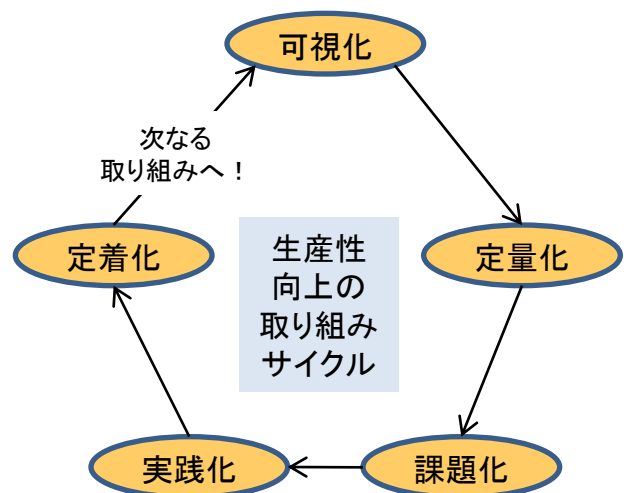 可視化
次なる
取り組みへ！
定着化
生産性
向上の
取り組み
サイクル
定量化
実践化
課題化